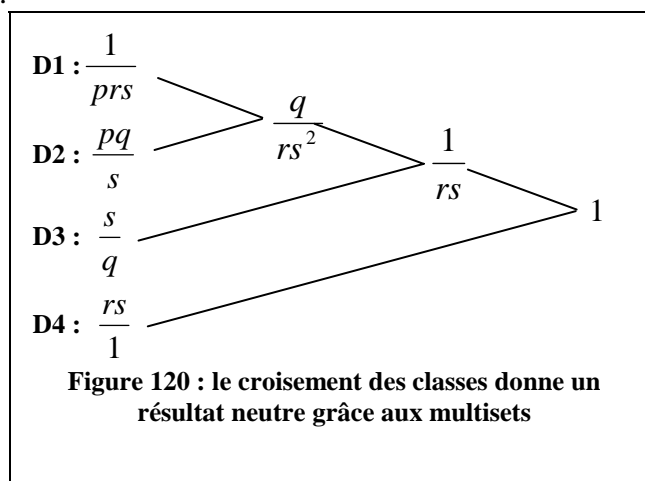 D1 : 1/prs
D2 : pq/s
D3 : s/q
D4 : rs/1
q/rs²
1/rs
1
Figure 120 : le croisement des classes donne un
résultat neutre grâce aux multisets